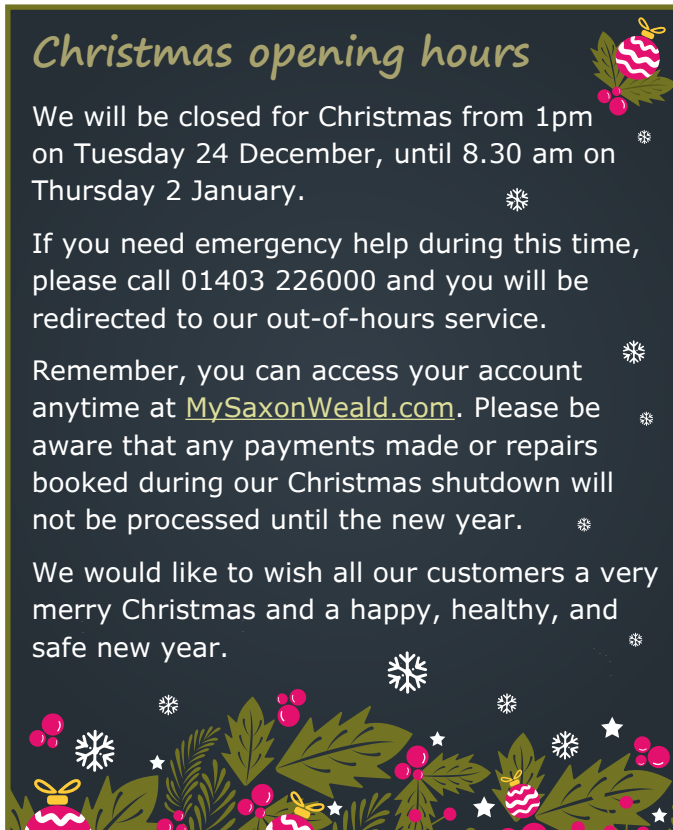 Christmas opening hours
We will be closed for Christmas from 1pm
on Tuesday 24 December, until 8.30 am on
Thursday 2 January.
If you need emergency help during this time,
please call 01403 226000 and you will be
redirected to our out-of-hours service.
Remember, you can access your account
anytime at MySaxonWeald.com. Please be
aware that any payments made or repairs
booked during our Christmas shutdown will
not be processed until the new year.
We would like to wish all our customers a very
merry Christmas and a happy, healthy, and
safe new year.